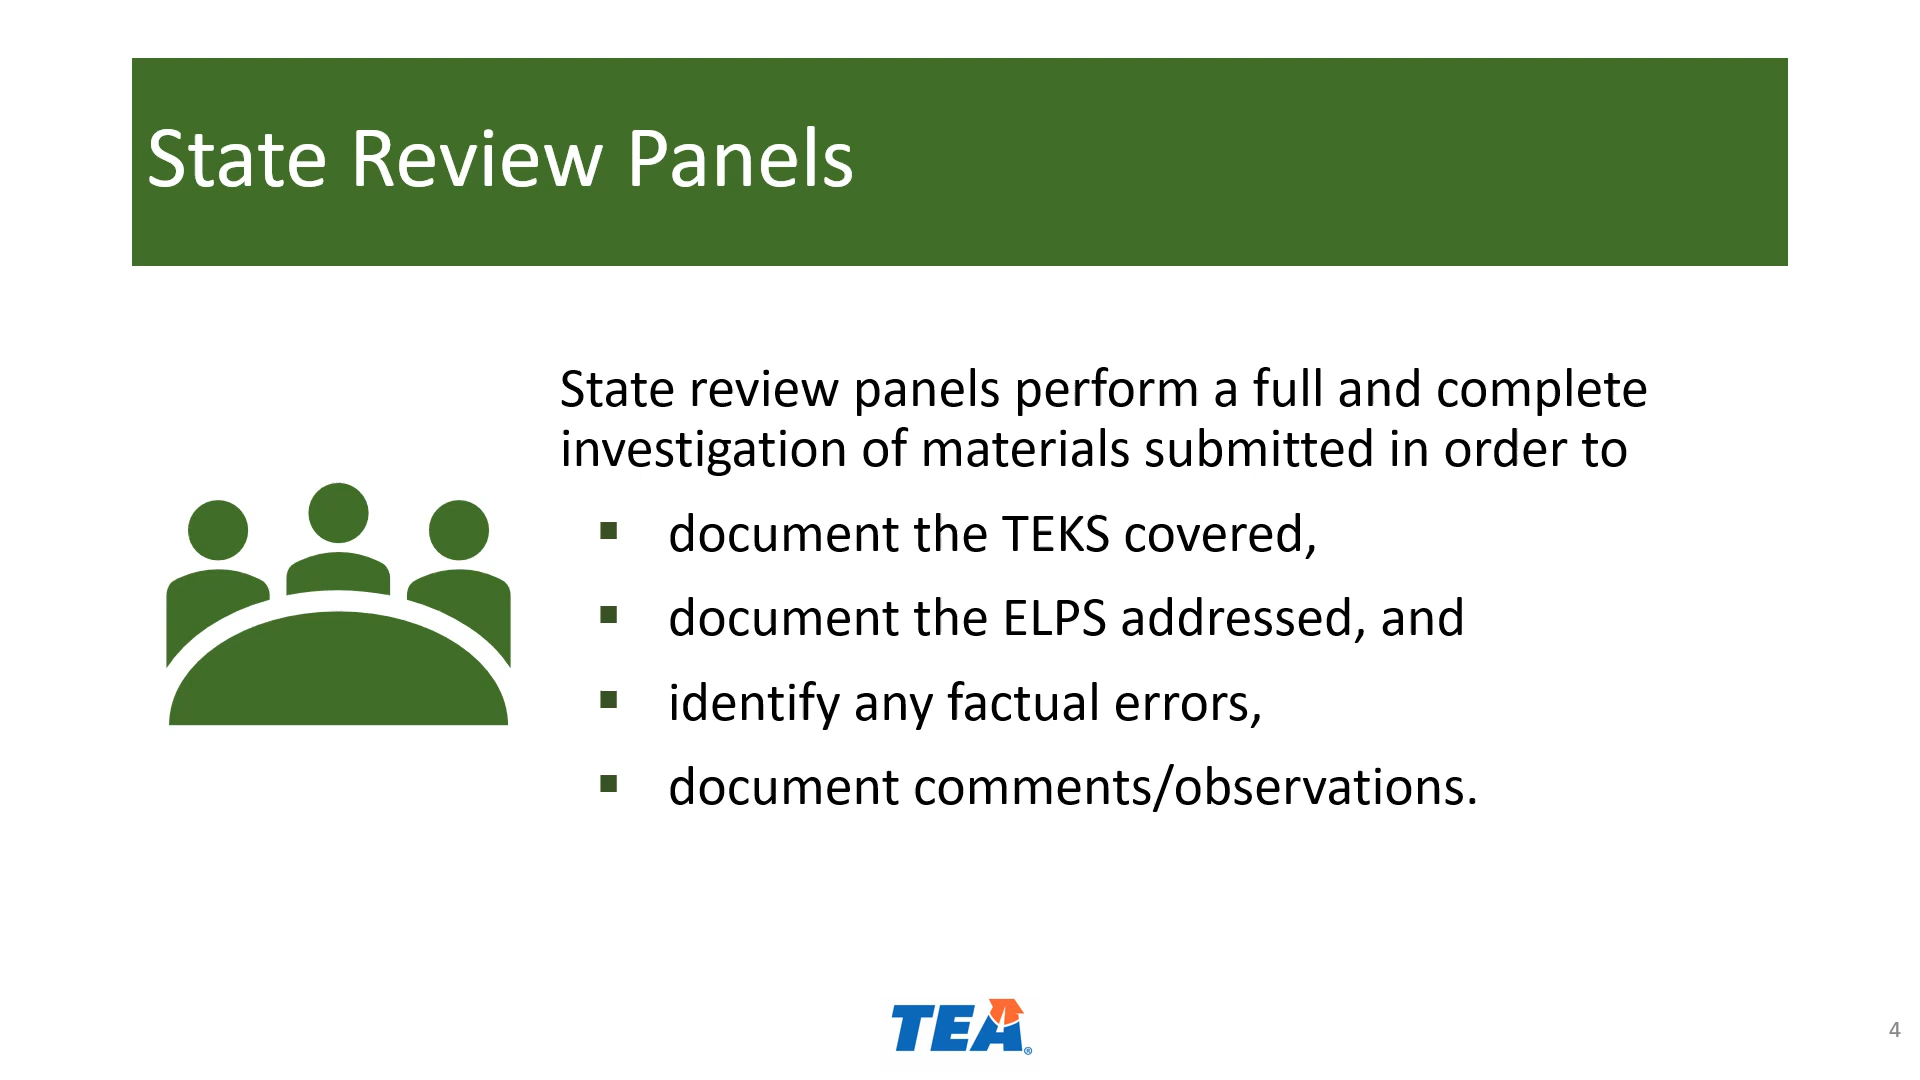 State Review Panels
State review panels perform a full and complete
investigation of materials submitted in order to
▪ document the TEKS covered,
▪ document the ELPS addressed, and
▪ identify any factual errors,
▪ document comments/observations.
TEA®
4